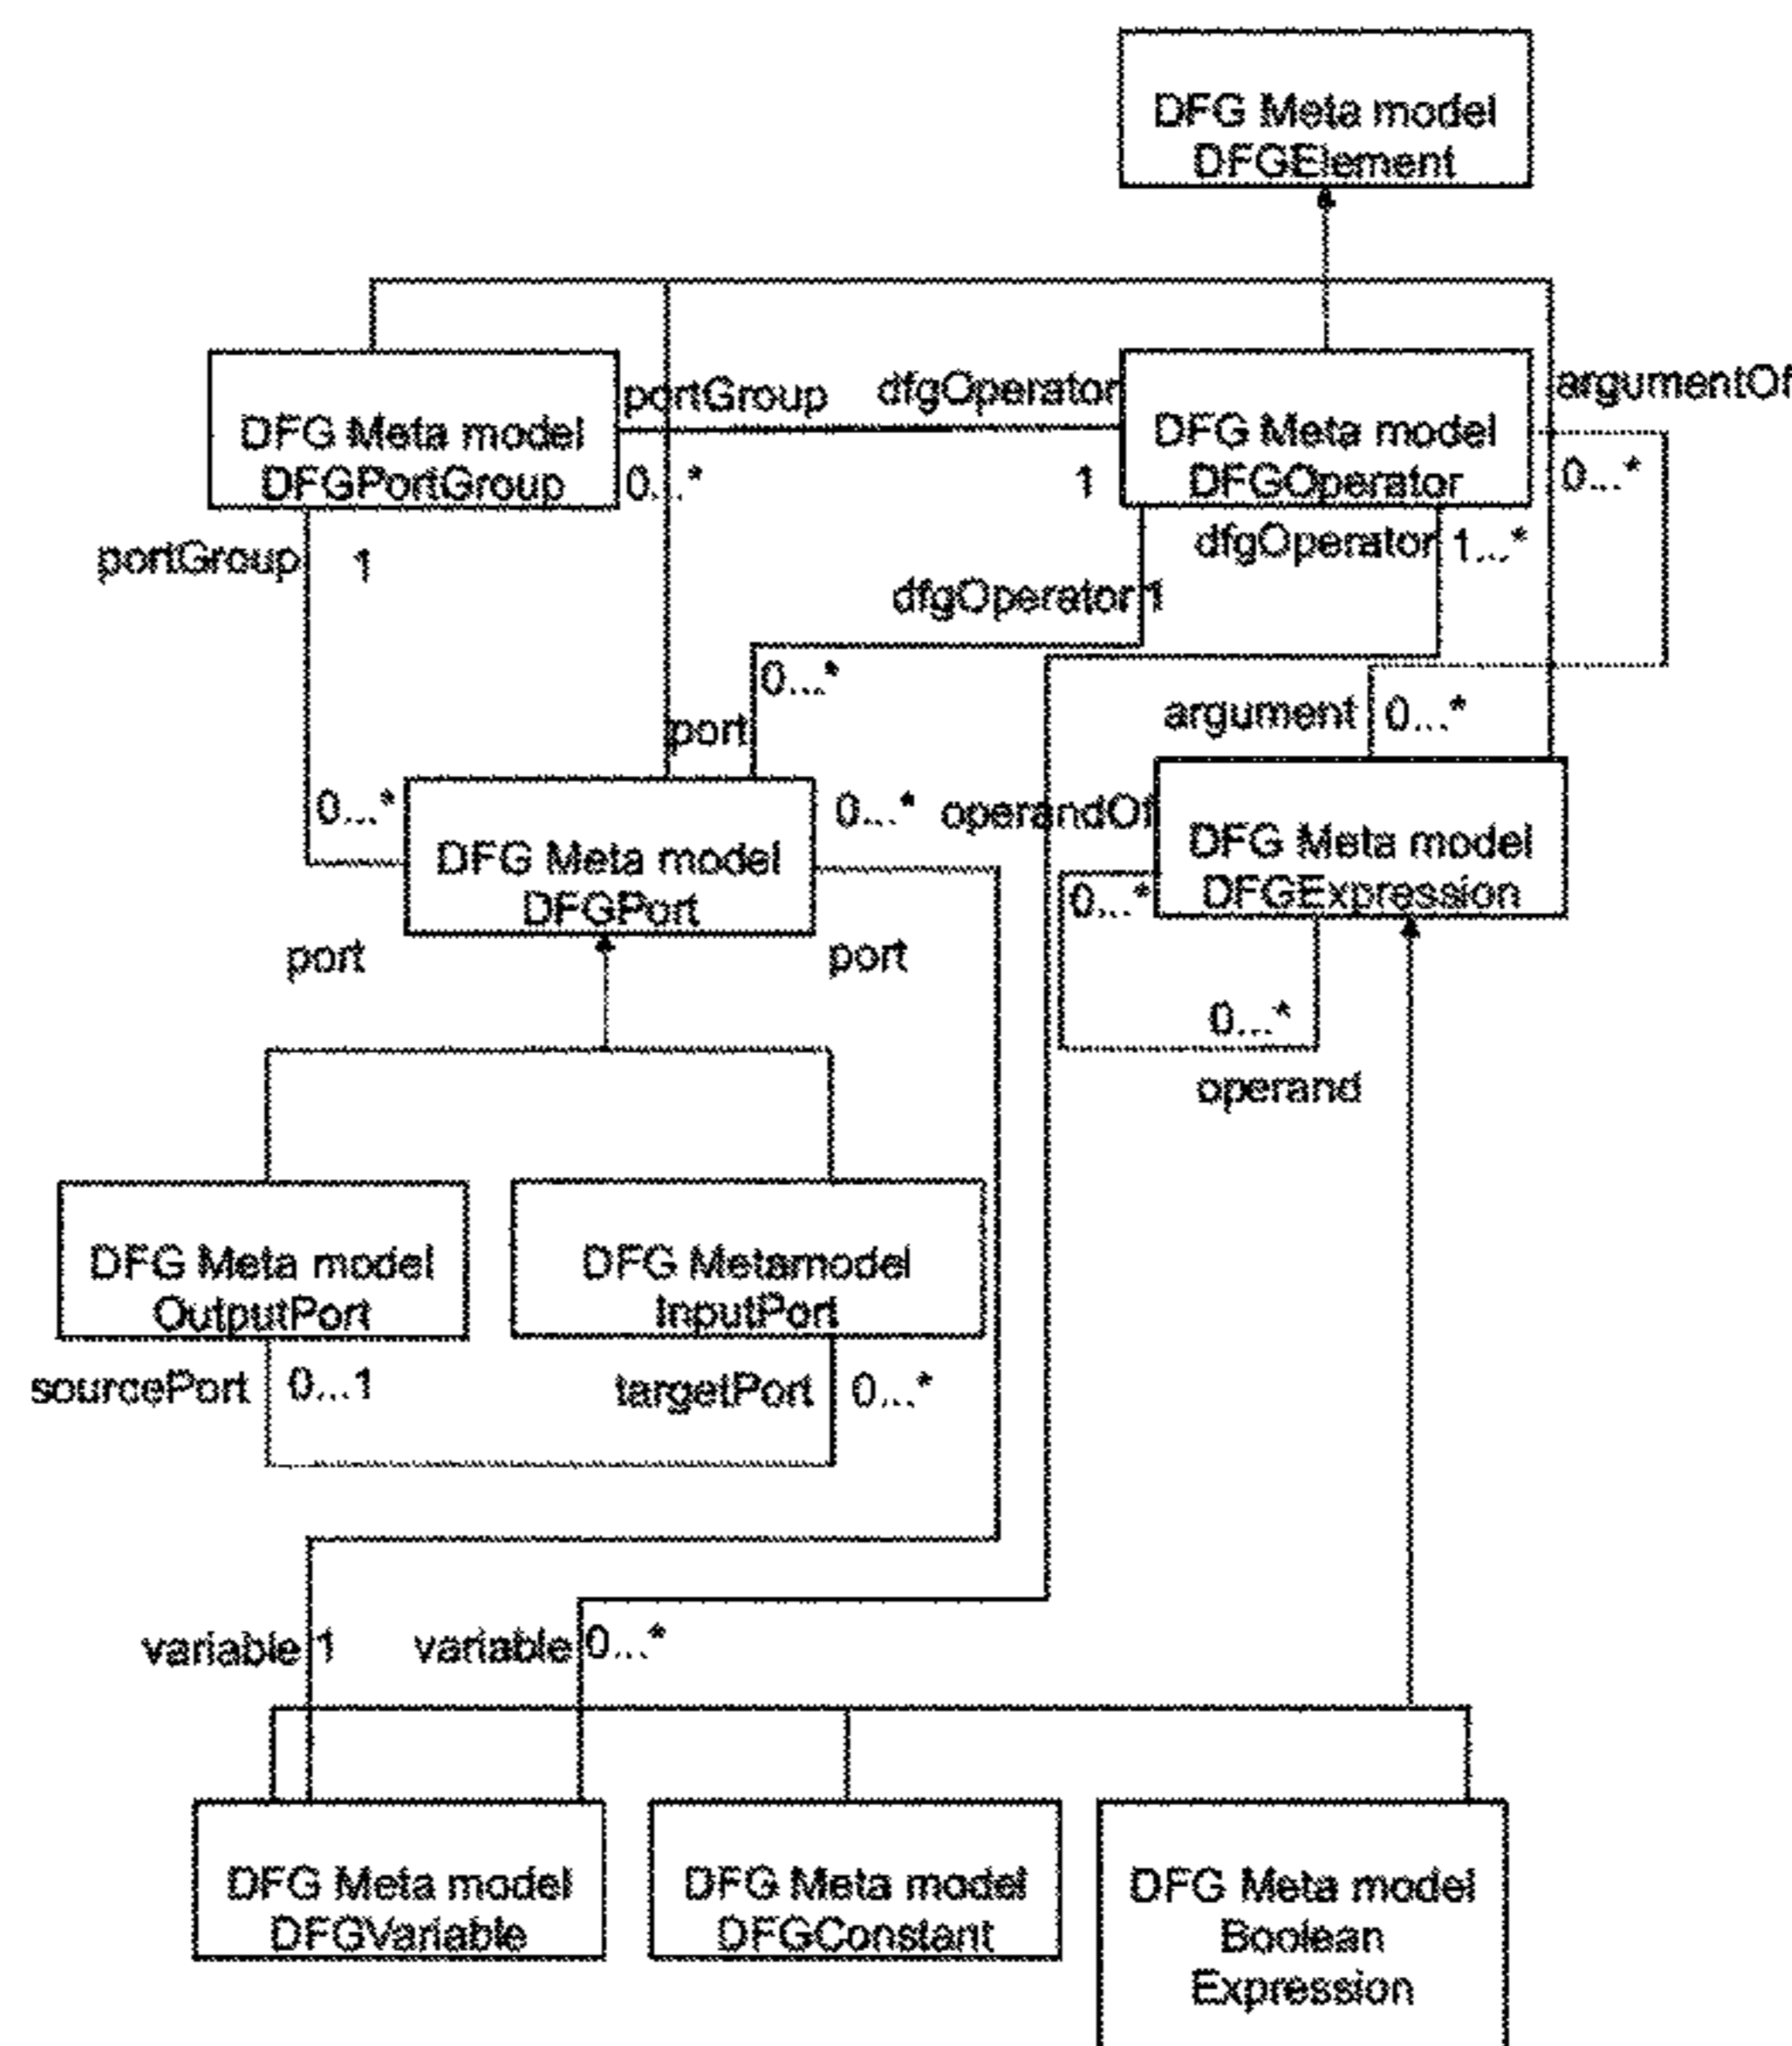 DFG Meta model
DFGElement
portGroup
dfgOperator
argumentOf
DFG Meta model
DFGPortGroup
0...*
1
DFG Meta model
DFGOperator
0...*
portGroup
1
dfgOperator
1...*
dfgOperator
1
0...*
port
argument
0...*
0...*
0...*
operandOf
DFG Meta model
DFGPort
DFG Meta model
DFGExpression
0...*
port
port
0...*
operand
DFG Meta model
OutputPort
DFG Metamodel
InputPort
sourcePort
0...1
targetPort
0...*
variable
1
variable
0...*
DFG Meta model
DFGVariable
DFG Meta model
DFGConstant
DFG Meta model
Boolean
Expression